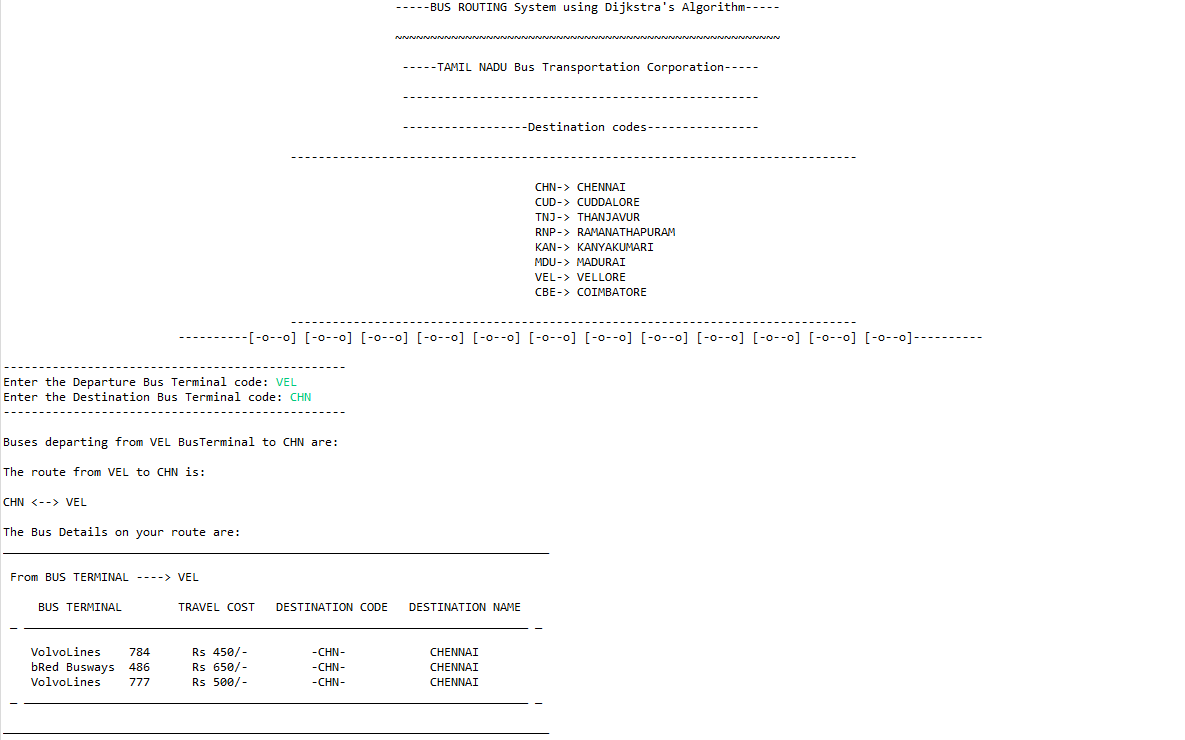 -----BUS ROUTING System using Dijkstra's Algorithm-----
~~~~~~~~~~~~~~~~~~~~~~~~~~~~~~~~~~~~~~~~~~~~~~~~~~~~~~~
-----TAMIL NADU Bus Transportation Corporation-----
---------------------------------------------------
------------------Destination codes----------------
---------------------------------------------------------------------------------
CHN-> CHENNAI
CUD-> CUDDALORE
TNJ-> THANJAVUR
RNP-> RAMANATHAPURAM
KAN-> KANYAKUMARI
MDU-> MADURAI
VEL-> VELLORE
CBE-> COIMBATORE
---------------------------------------------------------------------------------
----------[-o--o] [-o--o] [-o--o] [-o--o] [-o--o] [-o--o] [-o--o] [-o--o] [-o--o] [-o--o] [-o--o] [-o--o]----------
-------------------------------------------------
Enter the Departure Bus Terminal code: VEL
Enter the Destination Bus Terminal code: CHN
-------------------------------------------------
Buses departing from VEL BusTerminal to CHN are:
The route from VEL to CHN is:
CHN <--> VEL
The Bus Details on your route are:
______________________________________________________________________________
From BUS TERMINAL ----> VEL
BUS TERMINAL TRAVEL COST DESTINATION CODE DESTINATION NAME
_ ________________________________________________________________________ _
VolvoLines 784 Rs 450/- -CHN- CHENNAI
bRed Busways 486 Rs 650/- -CHN- CHENNAI
VolvoLines 777 Rs 500/- -CHN- CHENNAI
_ ________________________________________________________________________ _
______________________________________________________________________________